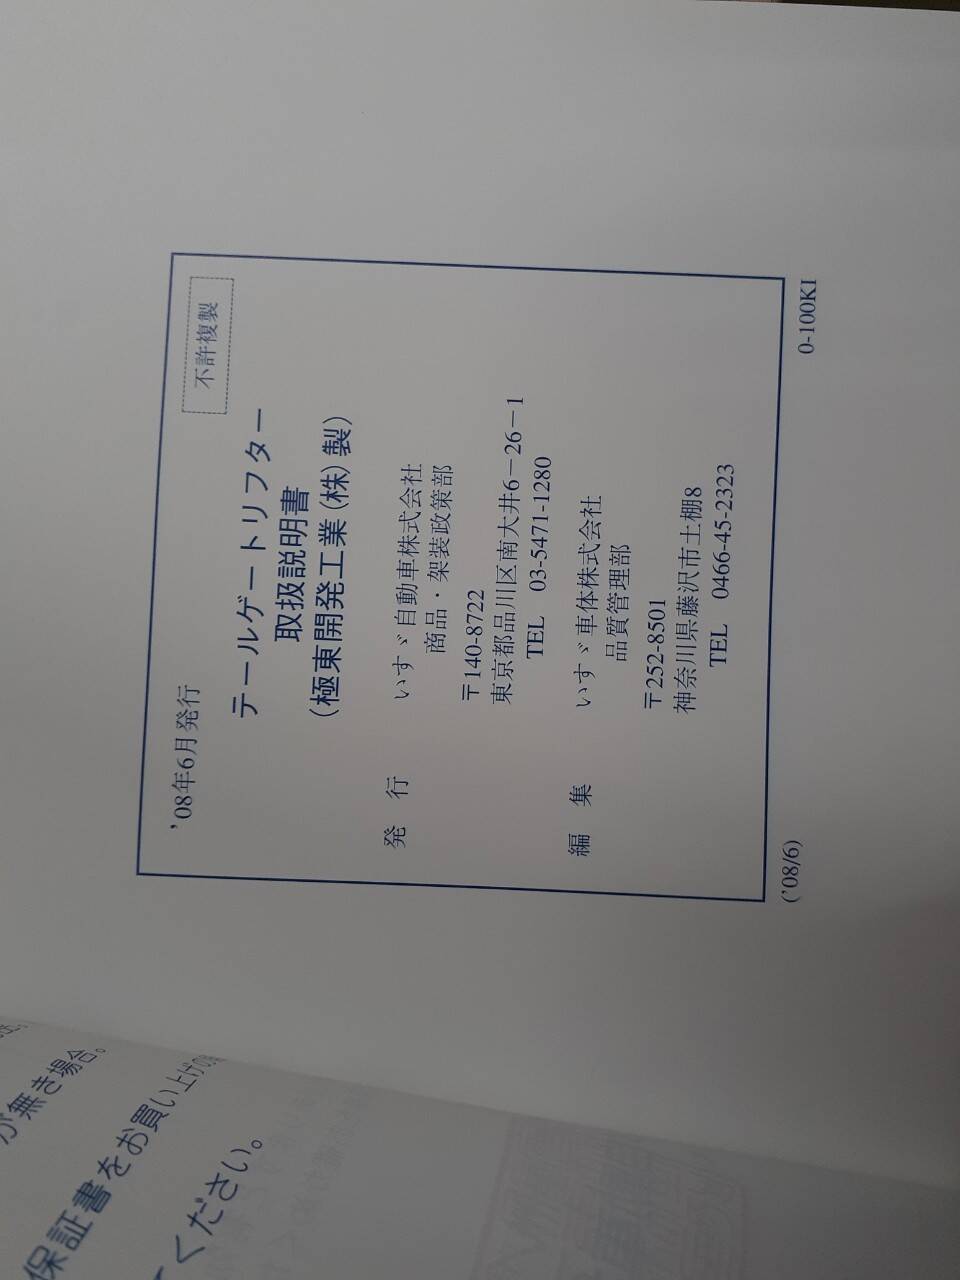 '08年6月発行
不許複製
テールゲートリフター
取扱説明書
(極東開発工業(株)製)
発 行 いすゞ自動車株式会社
商品・架装政策部
〒140-8722
東京都品川区南大井6-26-1
TEL 03-5471-1280
編 集 いすゞ車体株式会社
品質管理部
〒252-8501
神奈川県藤沢市土棚8
TEL 0466-45-2323
('08/6) 0-100KI
が無き場合。
保証書をお買い上げの
てください。